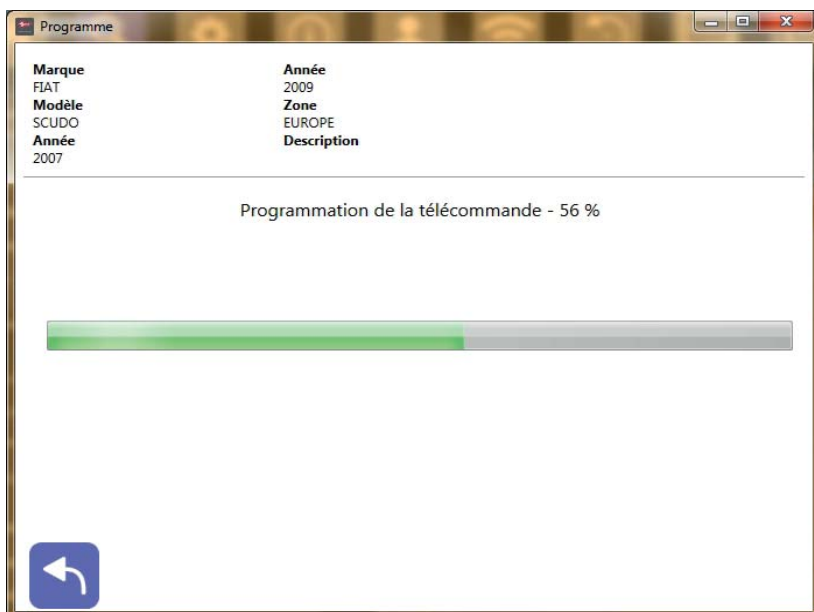 Programme
Marque
FIAT
Modèle
SCUDO
Année
2007
Année
2009
Zone
EUROPE
Description
Programmation de la télécommande - 56 %